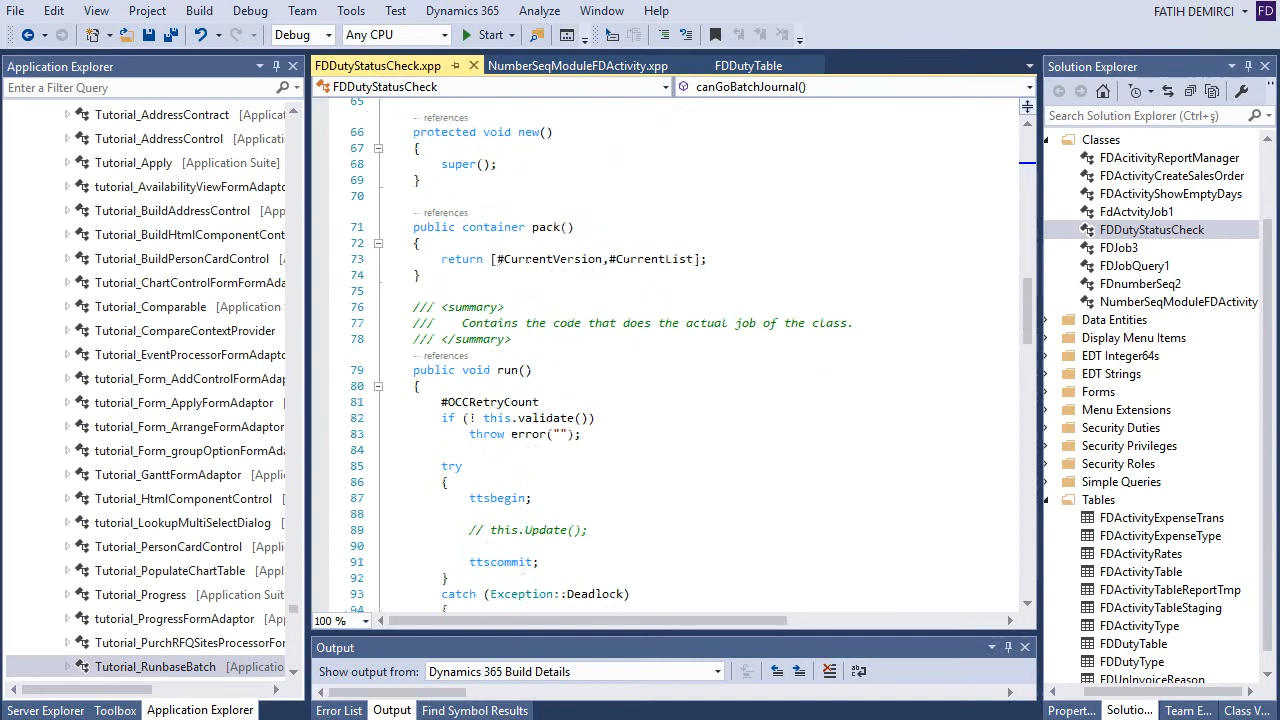 File Edit View Project Build Debug Team Tools Test Dynamics 365 Analyze Window Help FATIH DEMIRCI FD
Debug Any CPU Start
Application Explorer
Enter a Filter Query
Tutorial_AddressContract [Applicat
Tutorial_AddressControl [Applicati
Tutorial_Apply [Application Suite]
tutorial_AvailabilityViewFormAdapto
Tutorial_BuildAddressControl [App
Tutorial_BuildHtmlComponentCont
Tutorial_BuildPersonCardControl [A
Tutorial_ChartControlFormAdaptor
Tutorial_Comparable [Application
Tutorial_CompareContextProvider
Tutorial_EventProcessorFormAdapto
tutorial_Form_AddControlFormAdap
tutorial_Form_ApplyFormAdaptor
tutorial_Form_ArrangeFormAdaptor
tutorial_Form_groupOptionFormAda
Tutorial_GanttFormAdaptor [Applic
Tutorial_HtmlComponentControl [
tutorial_LookupMultiSelectDialog [
Tutorial_PersonCardControl [Applic
Tutorial_PopulateChartTable [Appli
Tutorial_Progress [Application Suite
tutorial_ProgressFormAdaptor [App
Tutorial_PurchRFQSitesProcessorFor
Tutorial_RunbaseBatch [Applicatio
Server Explorer Toolbox Application Explorer
FDDutyStatusCheck.xpp NumberSeqModuleFDActivity.xpp FDDutyTable
FDDutyStatusCheck canGoBatchJournal()
65
- references
66 protected void new()
67 {
68 super();
69 }
70
- references
71 public container pack()
72 {
73 return [#CurrentVersion,#CurrentList];
74 }
75
76 /// <summary>
77 /// Contains the code that does the actual job of the class.
78 /// </summary>
- references
79 public void run()
80 {
81 #OCCRetryCount
82 if (! this.validate())
83 throw error("");
84
85 try
86 {
87 ttsbegin;
88
89 // this.Update();
90
91 ttscommit;
92 }
93 catch (Exception::Deadlock)
94 {
100 %
Output
Show output from: Dynamics 365 Build Details
Error List Output Find Symbol Results
Solution Explorer
Search Solution Explorer (Ctrl+ş)
Classes
FDAcitivityReportManager
FDActivityCreateSalesOrder
FDActivityShowEmptyDays
FdActvityJob1
FDDutyStatusCheck
FDJob3
FDJobQuery1
FDnumberSeq2
NumberSeqModuleFDActivity
Data Entities
Display Menu Items
EDT Integer64s
EDT Strings
Forms
Menu Extensions
Security Duties
Security Privileges
Security Roles
Simple Queries
Tables
FDActivityExpenseTrans
FDActivityExpenseType
FDActivityRates
FDActivityTable
FDActivityTableReportTmp
FDActivityTableStaging
FDActivityType
FDDutyTable
FDDutyType
FDUnInvoiceReason
Propert... Solutio... Team E... Class V...